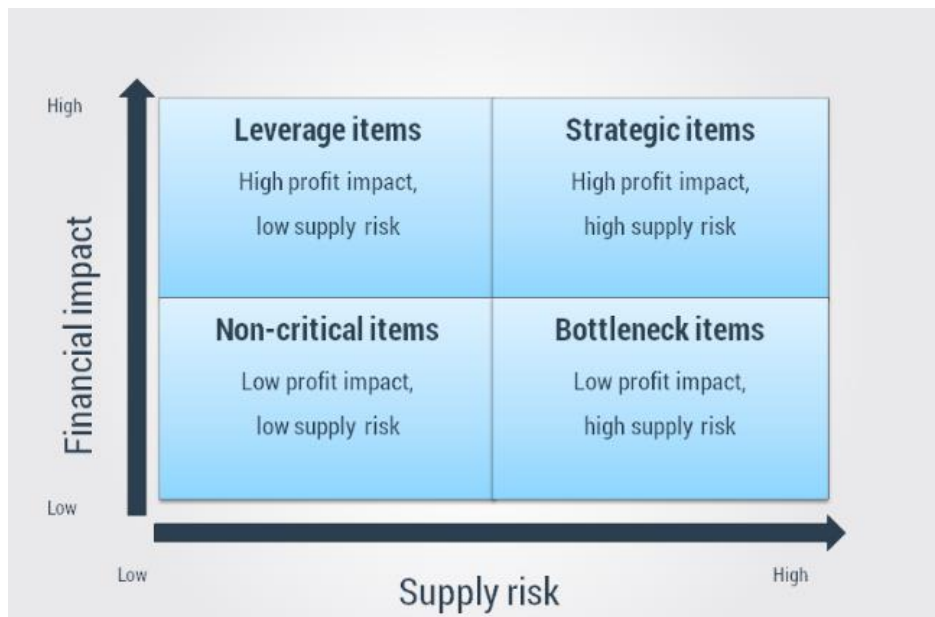 High
Leverage items
High profit impact,
low supply risk
Strategic items
High profit impact,
high supply risk
Financial impact
Non-critical items
Low profit impact,
low supply risk
Bottleneck items
Low profit impact,
high supply risk
Low
Low
High
Supply risk